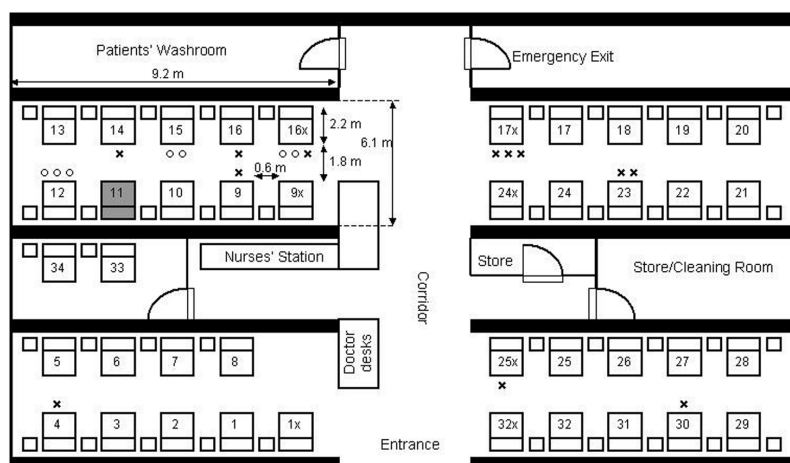 Patients' Washroom
Emergency Exit
9.2 m
13 14 15 16 16x
17x 17 18 19 20
2.2 m
6.1 m
x
o o
x
o o x
x x x
x x
1.8 m
o o o
x
0.6 m
12 11 10 9 9x
24x 24 23 22 21
Nurses' Station
Store
Store/Cleaning Room
34 33
Corridor
Doctor
desks
5 6 7 8
25x 25 26 27 28
x
x
x
4 3 2 1 1x
32x 32 31 30 29
Entrance